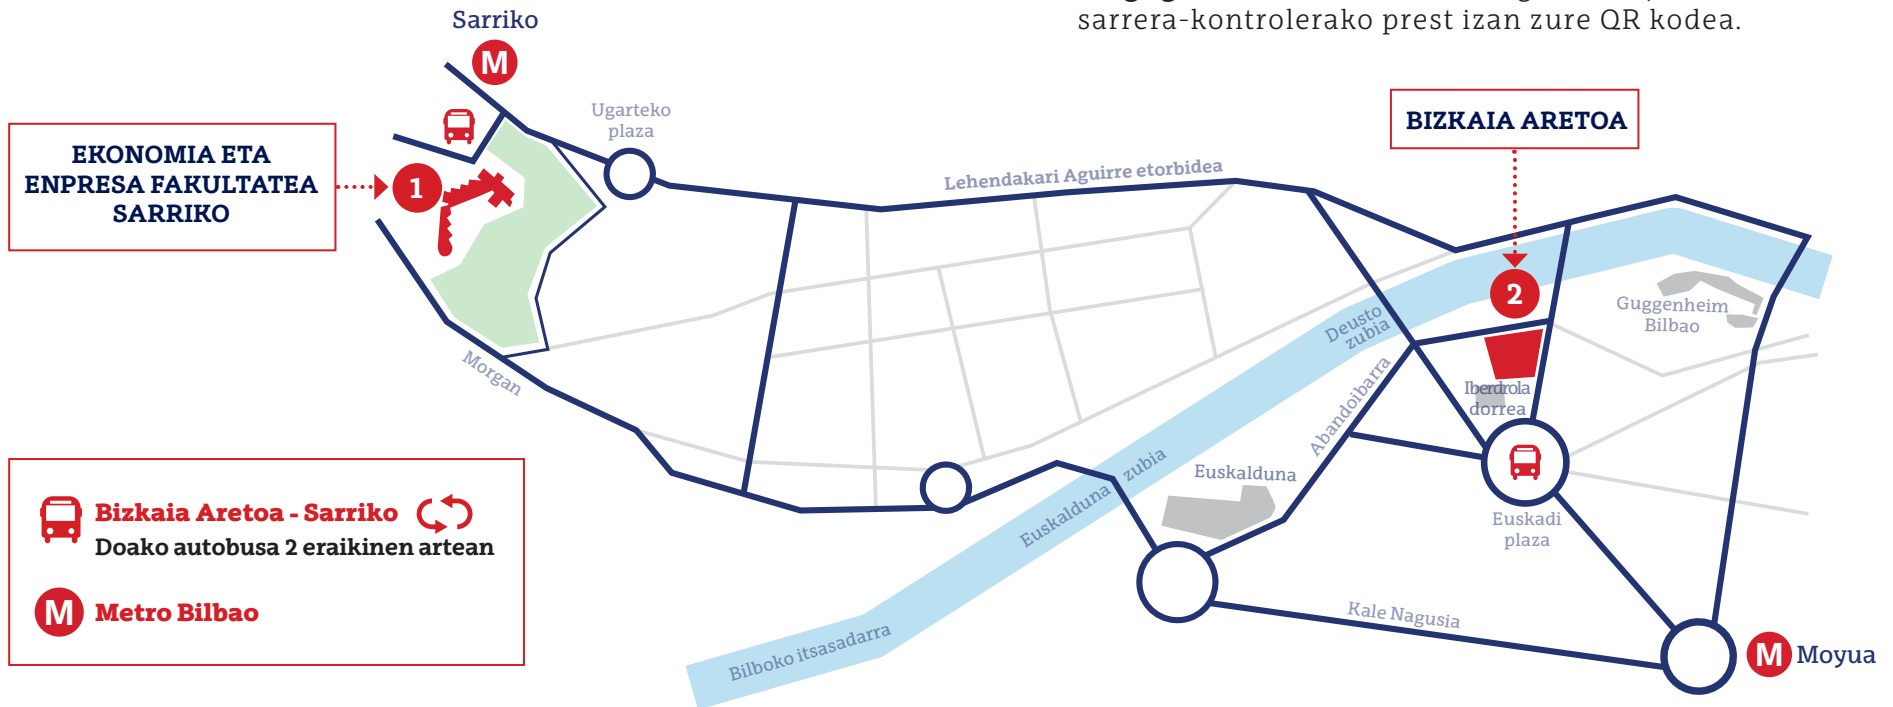 sarrera-kontrolerako prest izan zure QR kodea.
Sarriko
M
Ugarteko
plaza
BIZKAIA ARETOA
EKONOMIA ETA
ENPRESA FAKULTATEA
SARRIKO
1
Lehendakari Aguirre etorbidea
2
Guggenheim
Bilbao
Deusto
zubia
Morgan
Abandoibarra
Iberdrola
dorrea
Euskalduna zubia
Euskalduna
Euskadi
plaza
Bizkaia Aretoa - Sarriko
Doako autobusa 2 eraikinen artean
M Metro Bilbao
Kale Nagusia
Bilboko itsasadarra
M Moyua